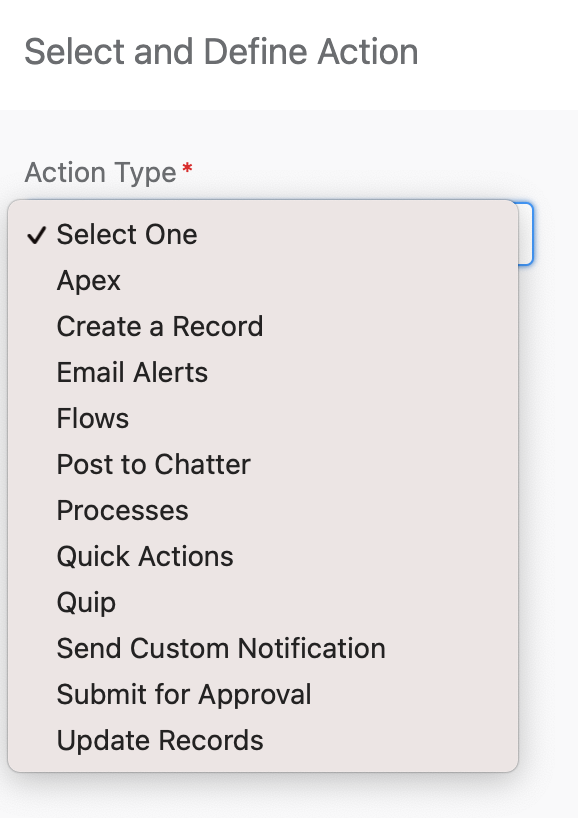 Select and Define Action
Action Type *
✓ Select One
Apex
Create a Record
Email Alerts
Flows
Post to Chatter
Processes
Quick Actions
Quip
Send Custom Notification
Submit for Approval
Update Records